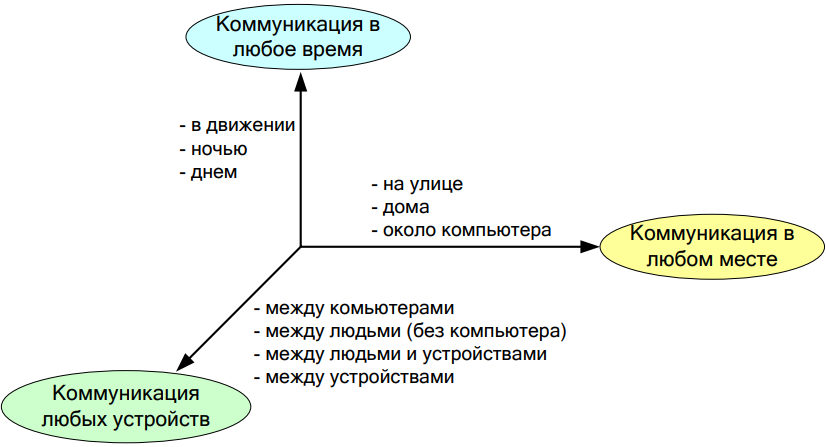 Коммуникация в
любое время
- в движении
- ночью
- днем
- на улице
- дома
- около компьютера
Коммуникация в
любом месте
- между комьютерами
- между людьми (без компьютера)
- между людьми и устройствами
- между устройствами
Коммуникация
любых устройств